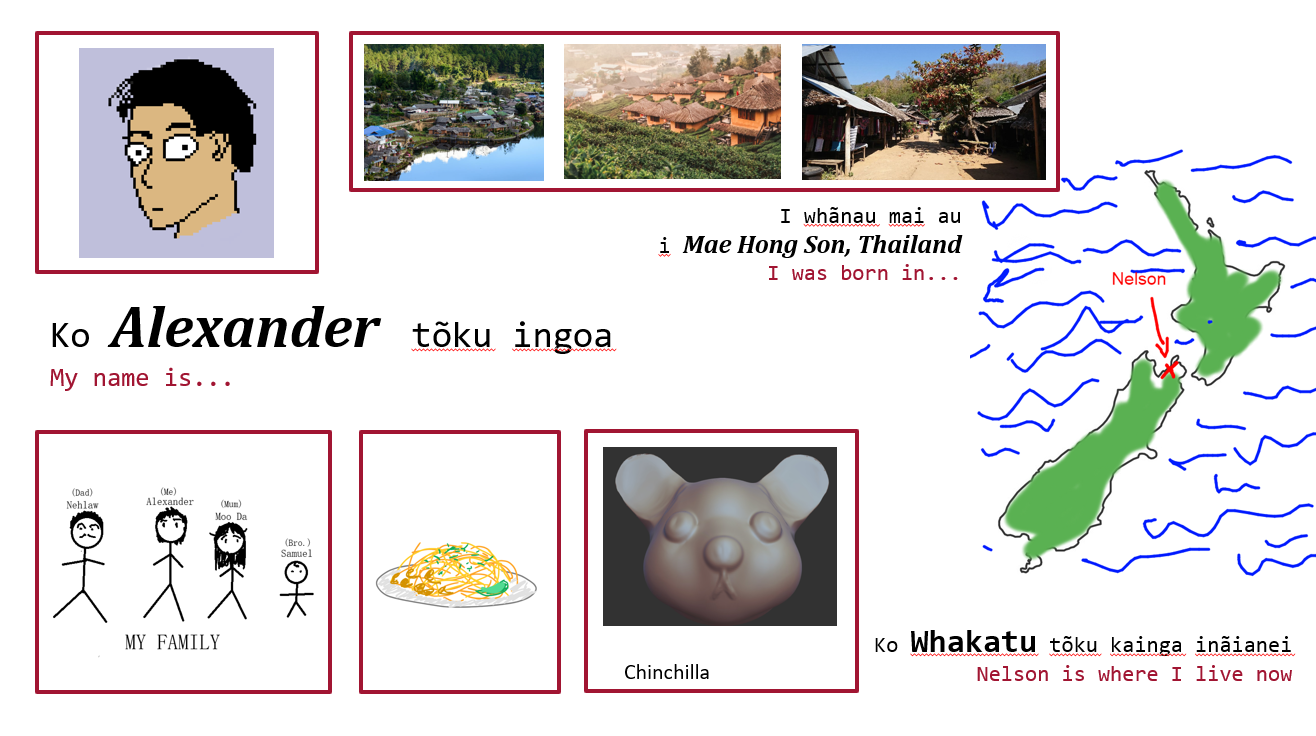 I whãnau mai au
i Mae Hong Son, Thailand
I was born in...
Nelson
Ko Alexander tõku ingoa
My name is...
(Dad)
Nehlaw
(Me)
Alexander
(Mum)
Moo Da
(Bro.)
Samuel
MY FAMILY
Chinchilla
Ko Whakatu tõku kainga inãianei
Nelson is where I live now